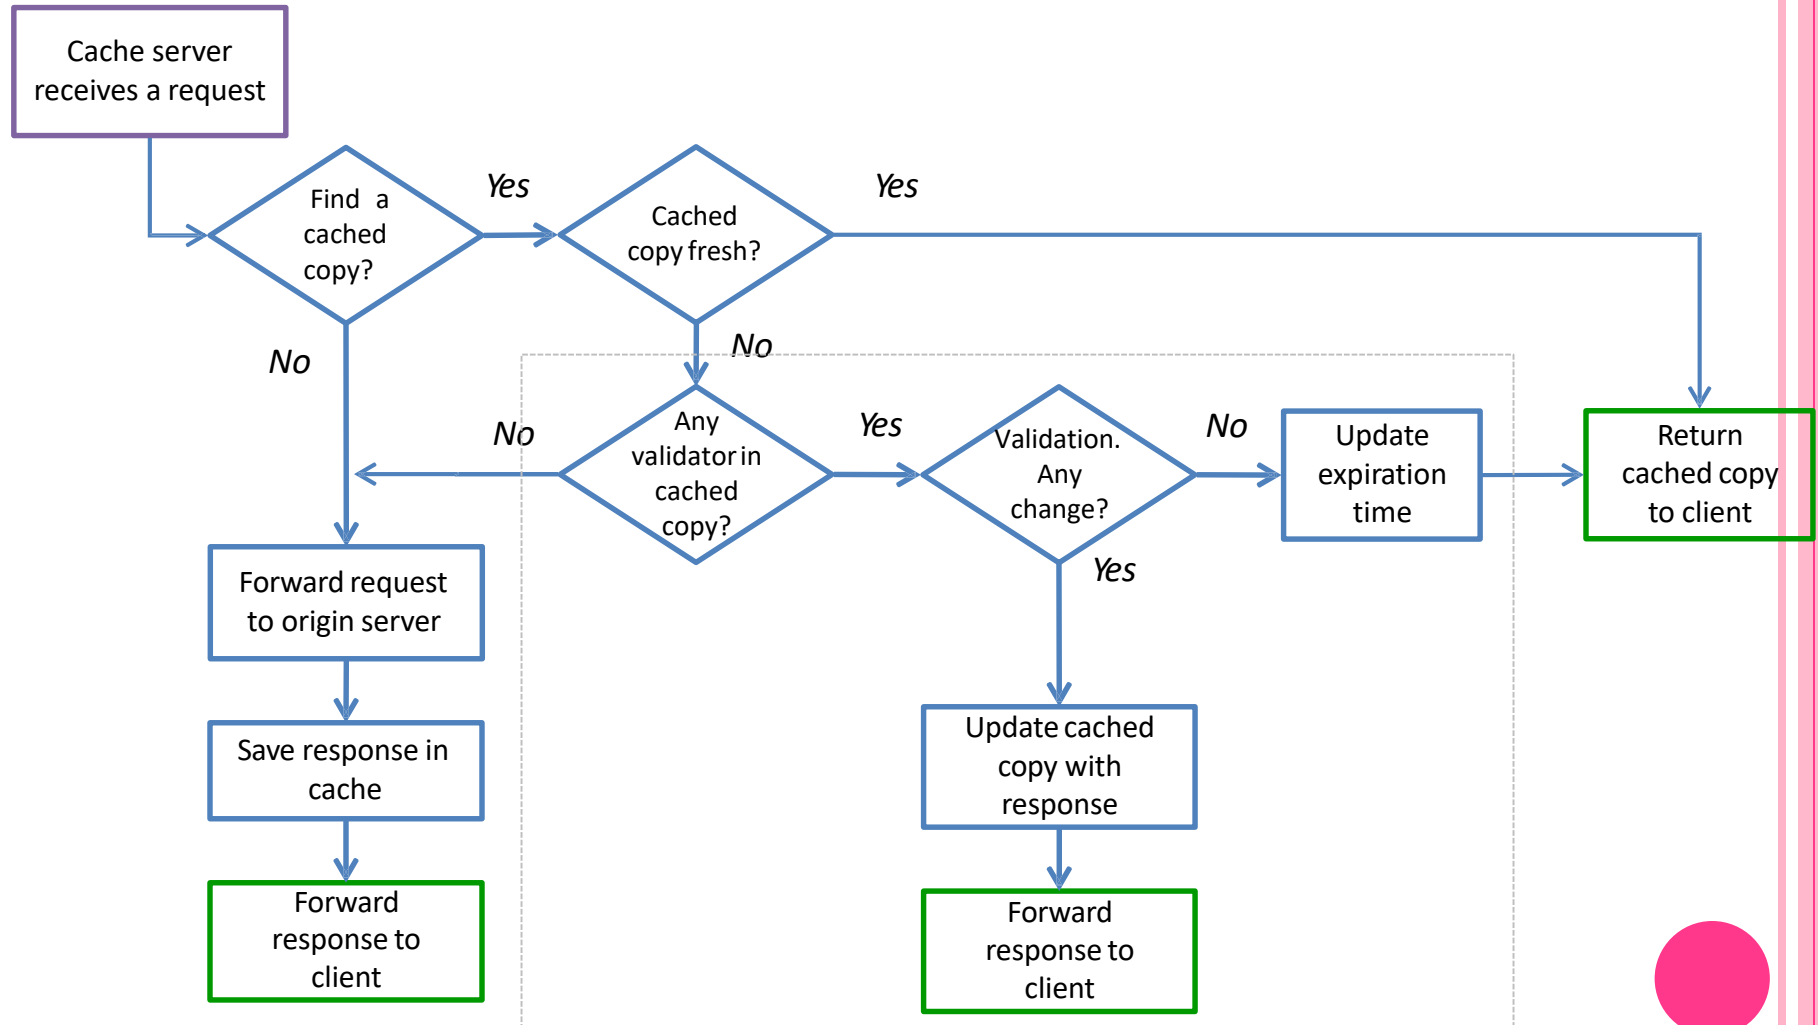 Cache server
receives a request
Find a
cached
copy?
Yes
Cached
copy fresh?
Yes
No
No
Any
validator in
cached
copy?
No
Yes
Validation.
Any
change?
No
Update
expiration
time
Return
cached copy
to client
Yes
Forward request
to origin server
Save response in
cache
Forward
response to
client
Update cached
copy with
response
Forward
response to
client